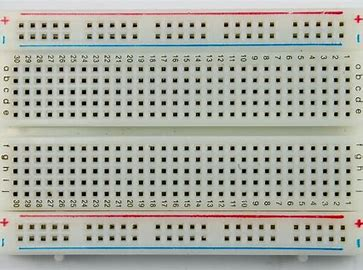 + +
- -
30 29 28 27 26 25 24 23 22 21 20 19 18 17 16 15 14 13 12 11 10 9 8 7 6 5 4 3 2 1
a a
b b
c c
d d
e e
f f
g g
h h
i i
j j
30 29 28 27 26 25 24 23 22 21 20 19 18 17 16 15 14 13 12 11 10 9 8 7 6 5 4 3 2 1
+ +
- -